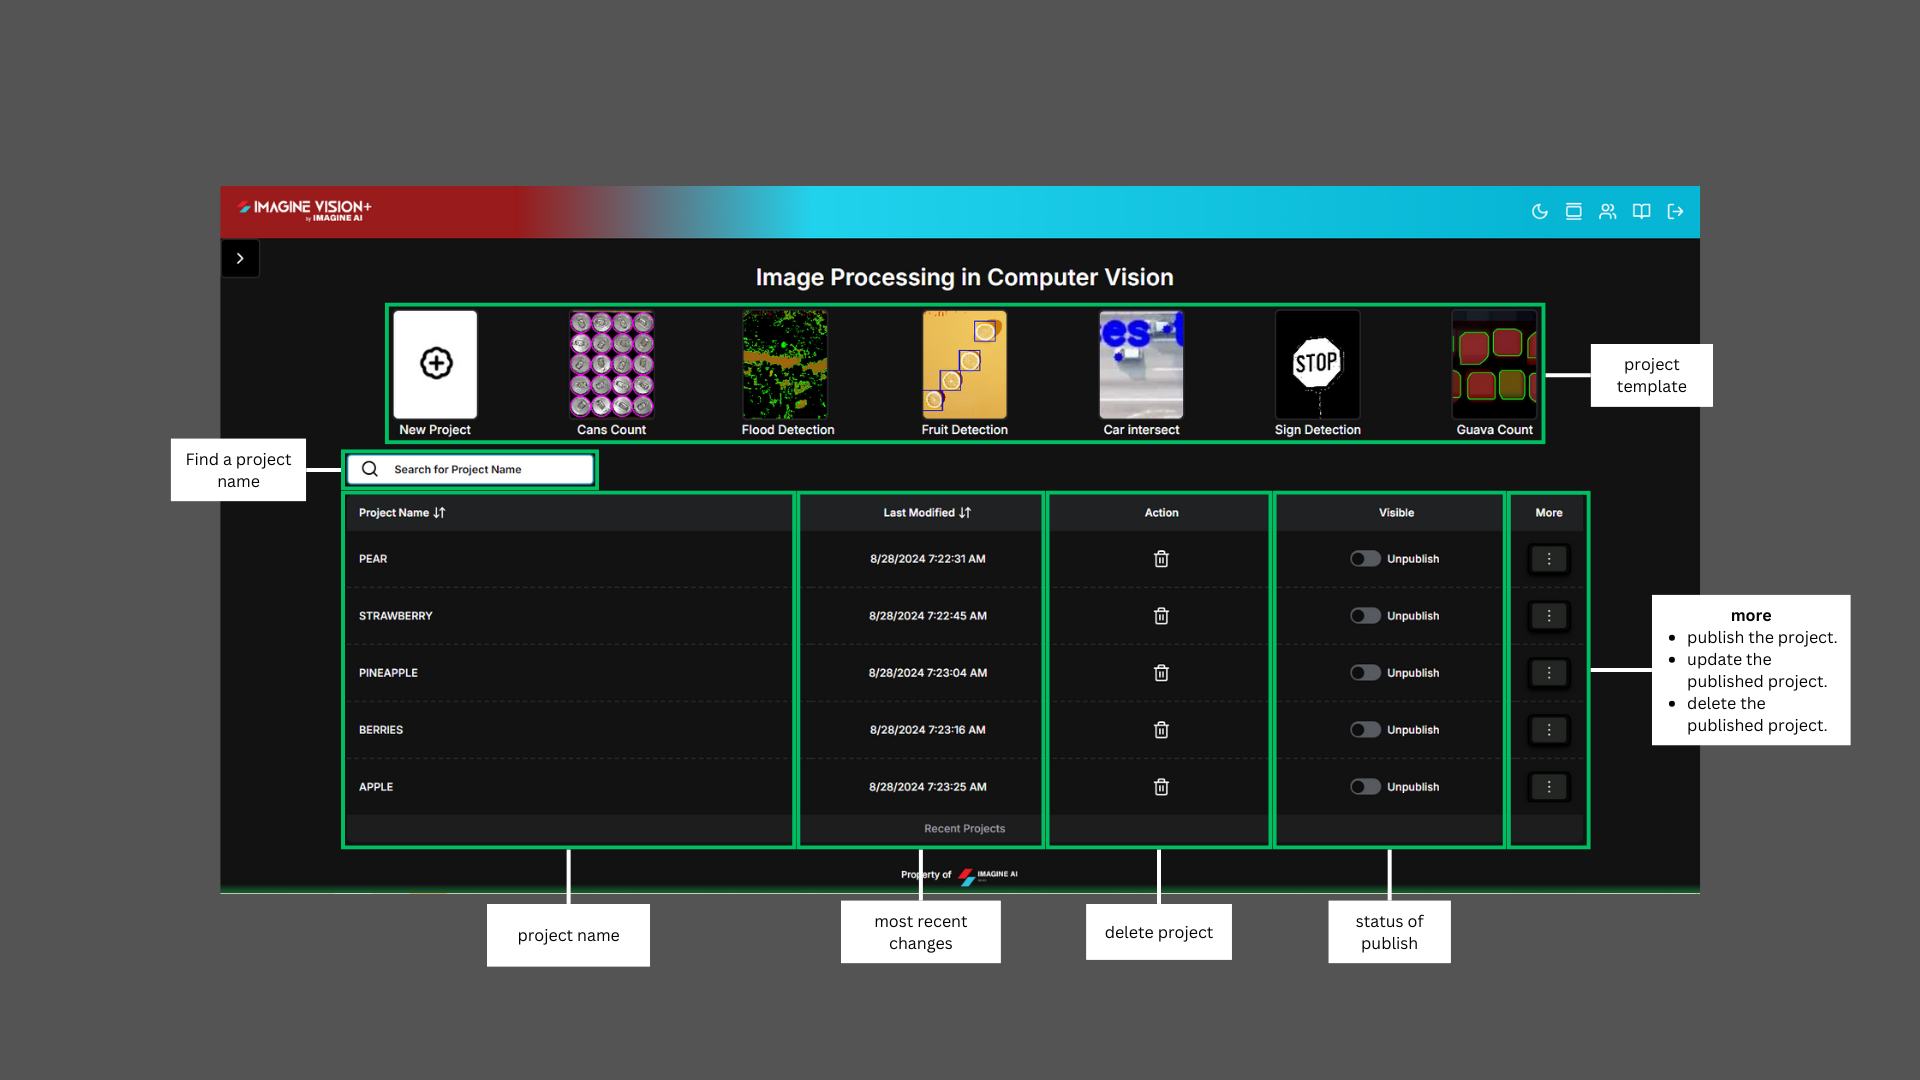 IMAGINE VISION+
by IMAGINE AI
Image Processing in Computer Vision
es
STOP
New Project
Cans Count
Flood Detection
Fruit Detection
Car intersect
Sign Detection
Guava Count
project
template
Find a project
name
Search for Project Name
Project Name
Last Modified
Action
Visible
More
PEAR
8/28/2024 7:22:31 AM
Unpublish
STRAWBERRY
8/28/2024 7:22:45 AM
Unpublish
PINEAPPLE
8/28/2024 7:23:04 AM
Unpublish
BERRIES
8/28/2024 7:23:16 AM
Unpublish
APPLE
8/28/2024 7:23:25 AM
Unpublish
more
• publish the project.
• update the
published project.
• delete the
published project.
Recent Projects
Property of IMAGINE AI
project name
most recent
changes
delete project
status of
publish